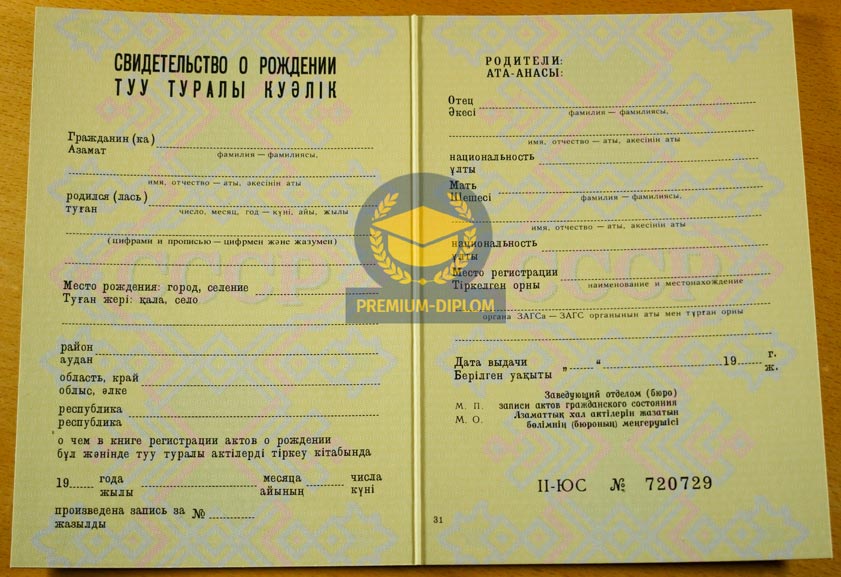 СВИДЕТЕЛЬСТВО О РОЖДЕНИИ
ТУУ ТУРАЛЫ КУӘЛІК
Гражданин (ка)
Азамат
фамилия — фамилиясы,
имя, отчество — аты, әкесінің аты
родился (лась)
туған
число, месяц, год — күні, айы, жылы
(цифрами и прописью — цифрмен және жазумен)
СССР
Место рождения: город, селение
Туған жері: қала, село
район
аудан
область, край
облыс, өлке
республика
республика
о чем в книге регистрации актов о рождении
бұл жөнінде туу туралы актілерді тіркеу кітабында
19 года месяца числа
жылы айының күні
произведена запись за №
жазылды
РОДИТЕЛИ:
АТА-АНАСЫ:
Отец
Әкесі
фамилия — фамилиясы,
имя, отчество — аты, әкесінің аты
национальность
ұлты
Мать
Шешесі
фамилия — фамилиясы,
имя, отчество — аты, әкесінің аты
национальность
ұлты
СССР
Место регистрации
Тіркелген орны
наименование и местонахождение
органа ЗАГСа — ЗАГС органының аты мен тұрған орны
Дата выдачи „ “ 19 г.
Берілген уақыты ж.
Заведующий отделом (бюро)
М. П. записи актов гражданского состояния
М. О. Азаматтық хал актілерін жазатын
бөлімнің (бюроның) меңгерушісі
II-ЮС № 720729
31
PREMIUM-DIPLOM